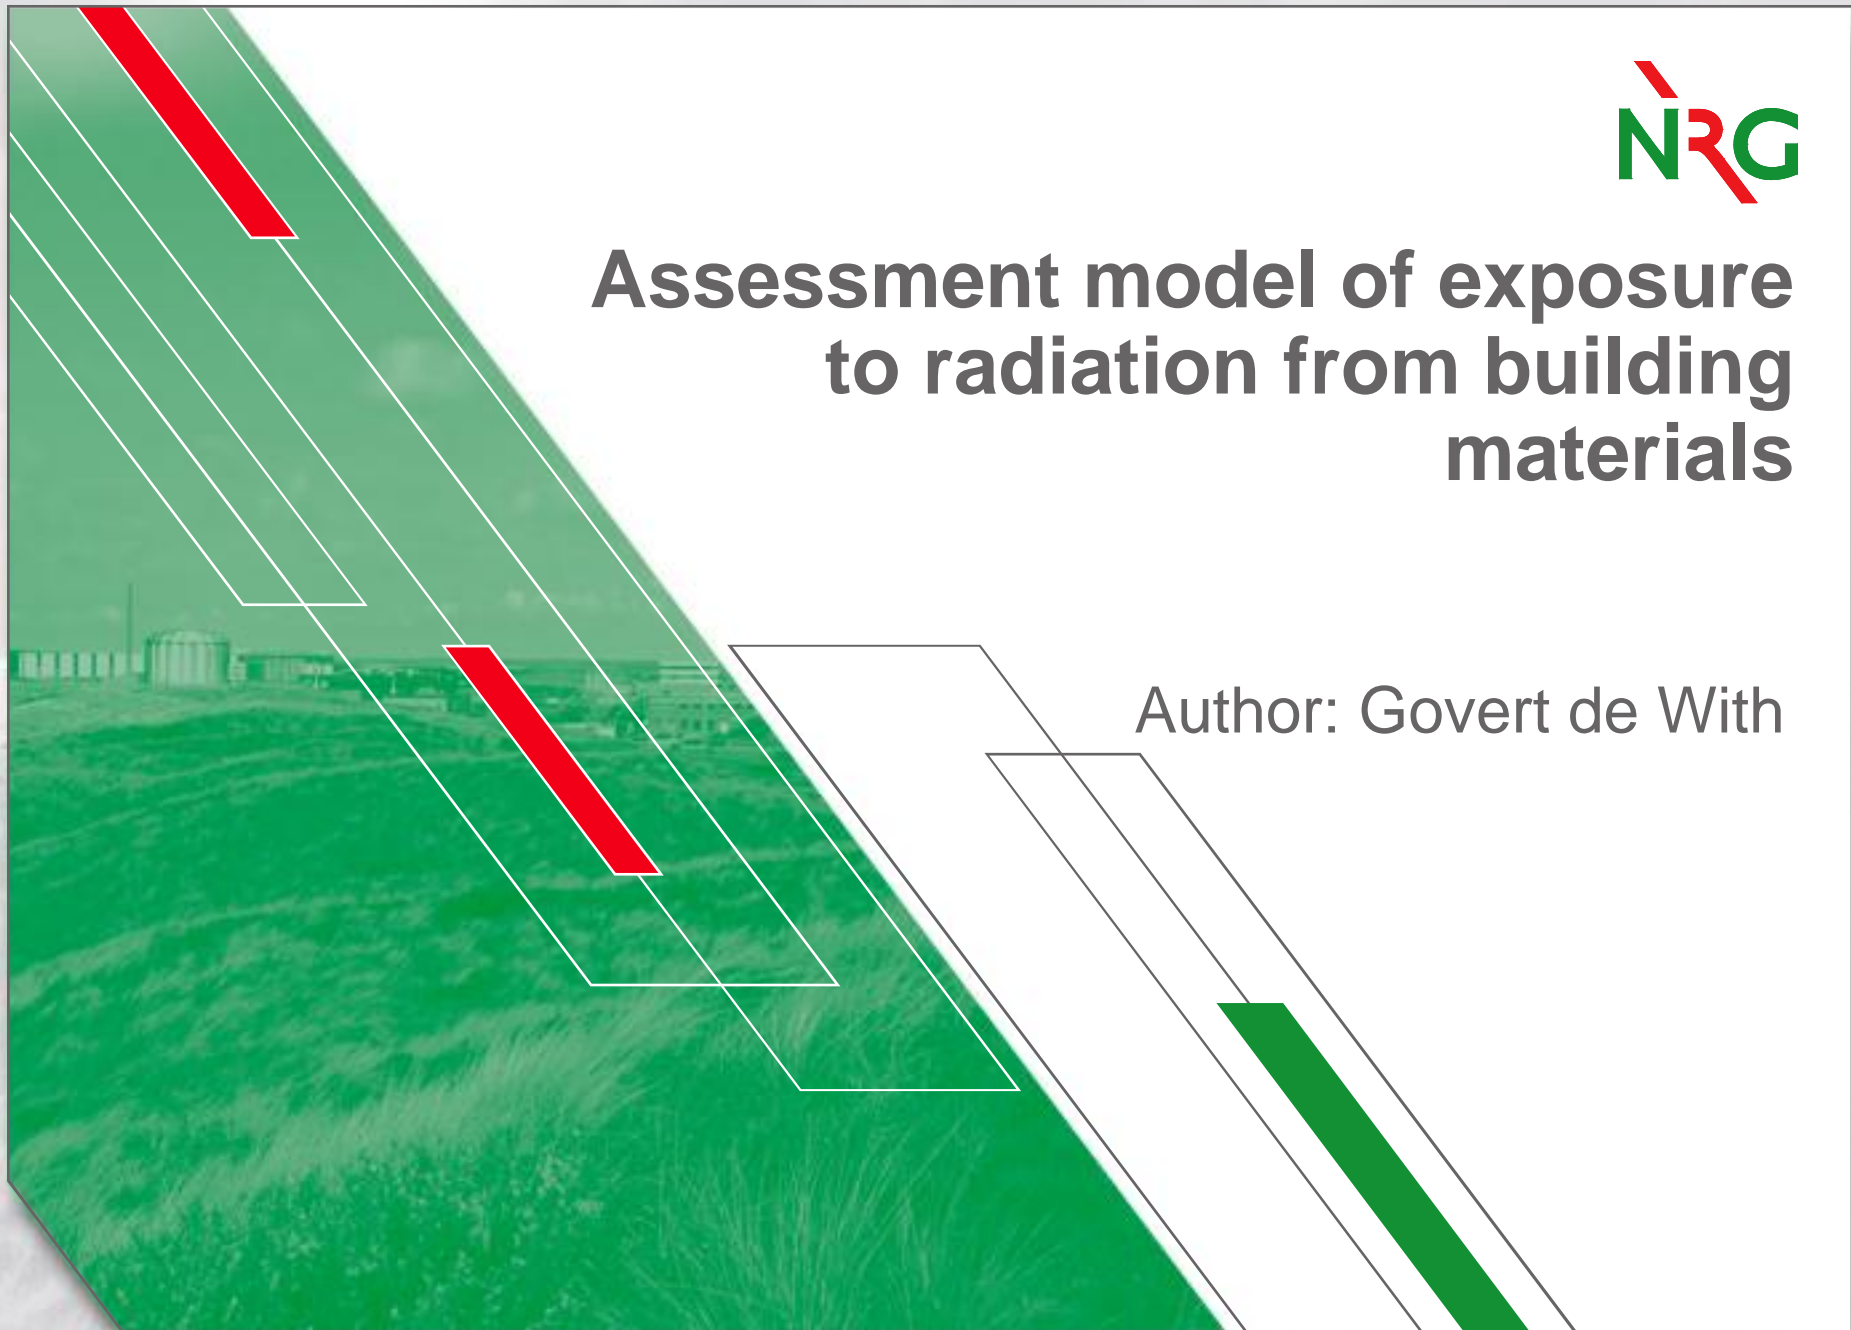 NRG
Assessment model of exposure
to radiation from building
materials
Author: Govert de With